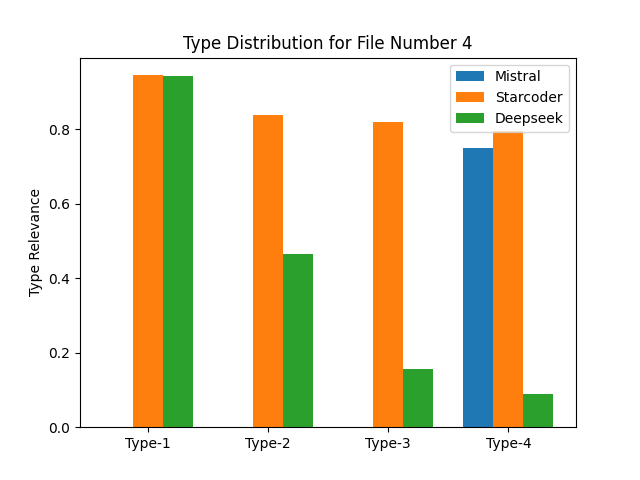 Type Distribution for File Number 4
Mistral
Starcoder
Deepseek
Type Relevance
0.8
0.6
0.4
0.2
0.0
Type-1 Type-2 Type-3 Type-4